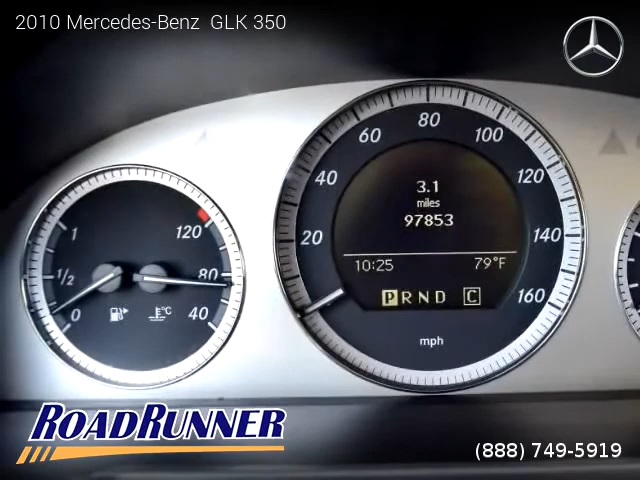 2010 Mercedes-Benz GLK 350
60 80 100
40 120
20 140
160
3.1
miles
97853
10:25 79°F
PRND C
mph
1 120
1/2 80
0 °C 40
ROADRUNNER
(888) 749-5919